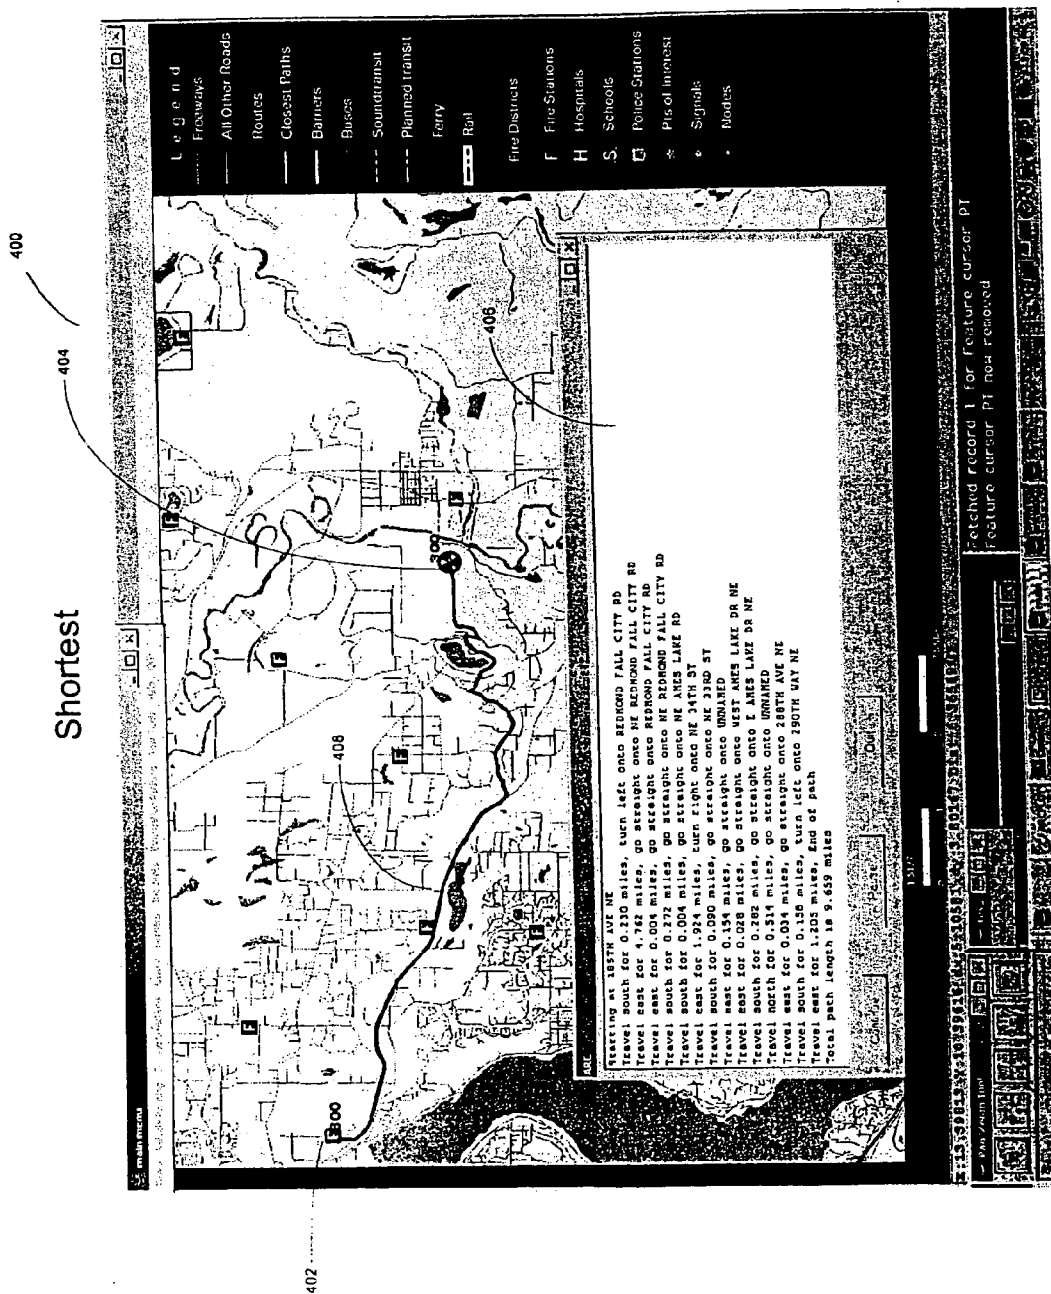 Shortest
400
404
402
408
406
main menu
300
300
F
F
F
F
F
F
F
F
Legend
Freeways
All Other Roads
Routes
Closest Paths
Barriers
Buses
Soundtransit
Planned transit
Ferry
Rail
Fire Districts
F Fire Stations
H Hospitals
S. Schools
Police Stations
Pts of Interest
Signals
Nodes
Starting at 185TH AVE NE
Travel south for 0.230 miles, turn left onto REDMOND FALL CITY RD
Travel east for 4.762 miles, go straight onto NE REDMOND FALL CITY RD
Travel east for 0.004 miles, go straight onto REDMOND FALL CITY RD
Travel south for 0.272 miles, go straight onto NE REDMOND FALL CITY RD
Travel south for 0.004 miles, go straight onto NE AMES LAKE RD
Travel east for 1.924 miles, turn right onto NE 34TH ST
Travel south for 0.090 miles, go straight onto NE 33RD ST
Travel east for 0.154 miles, go straight onto UNNAMED
Travel east for 0.028 miles, go straight onto WEST AMES LAKE DR NE
Travel south for 0.282 miles, go straight onto E AMES LAKE DR NE
Travel north for 0.514 miles, go straight onto UNNAMED
Travel east for 0.034 miles, go straight onto 288TH AVE NE
Travel south for 0.158 miles, turn left onto 290TH WAY NE
Travel east for 1.205 miles, End of path
Total path length is 9.659 miles
Continue
Quit
Fetched record 1 for feature cursor PT
Feature cursor PT now removed
Pan/Zoom